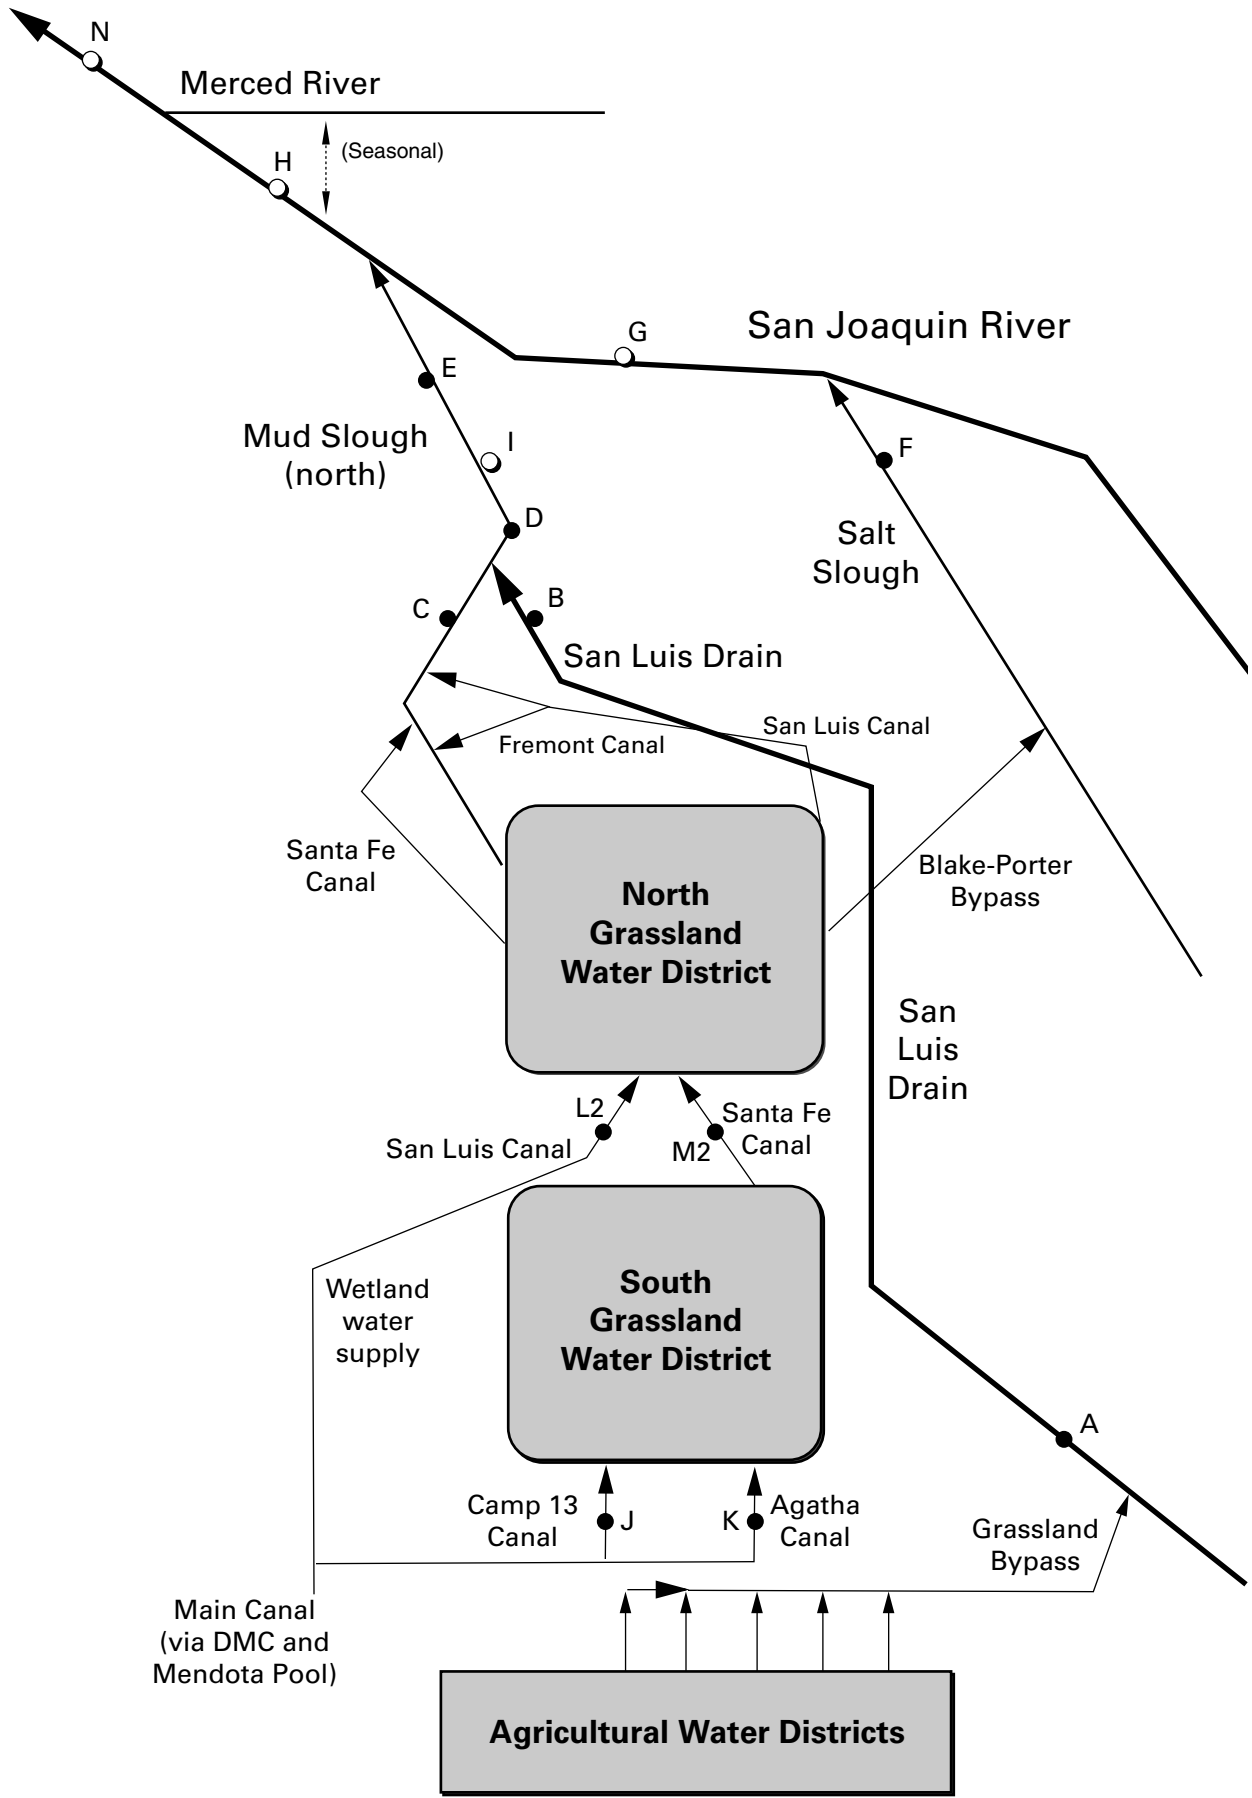 N
Merced River
H
(Seasonal)
San Joaquin River
G
E
Mud Slough
(north)
I
F
D
Salt
Slough
C
B
San Luis Drain
San Luis Canal
Fremont Canal
Santa Fe
Canal
Blake-Porter
Bypass
North
Grassland
Water District
San
Luis
Drain
L2
Santa Fe
Canal
San Luis Canal
M2
Wetland
water
supply
South
Grassland
Water District
A
Camp 13
Canal
J
K
Agatha
Canal
Grassland
Bypass
Main Canal
(via DMC and
Mendota Pool)
Agricultural Water Districts